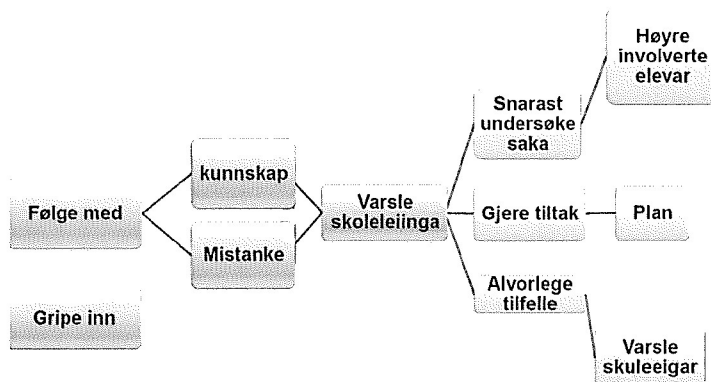 Følge med
Gripe inn
kunnskap
Mistanke
Varsle
skoleleiinga
Snarast
undersøke
saka
Høyre
involverte
elevar
Gjere tiltak
Plan
Alvorlege
tilfelle
Varsle
skuleeigar